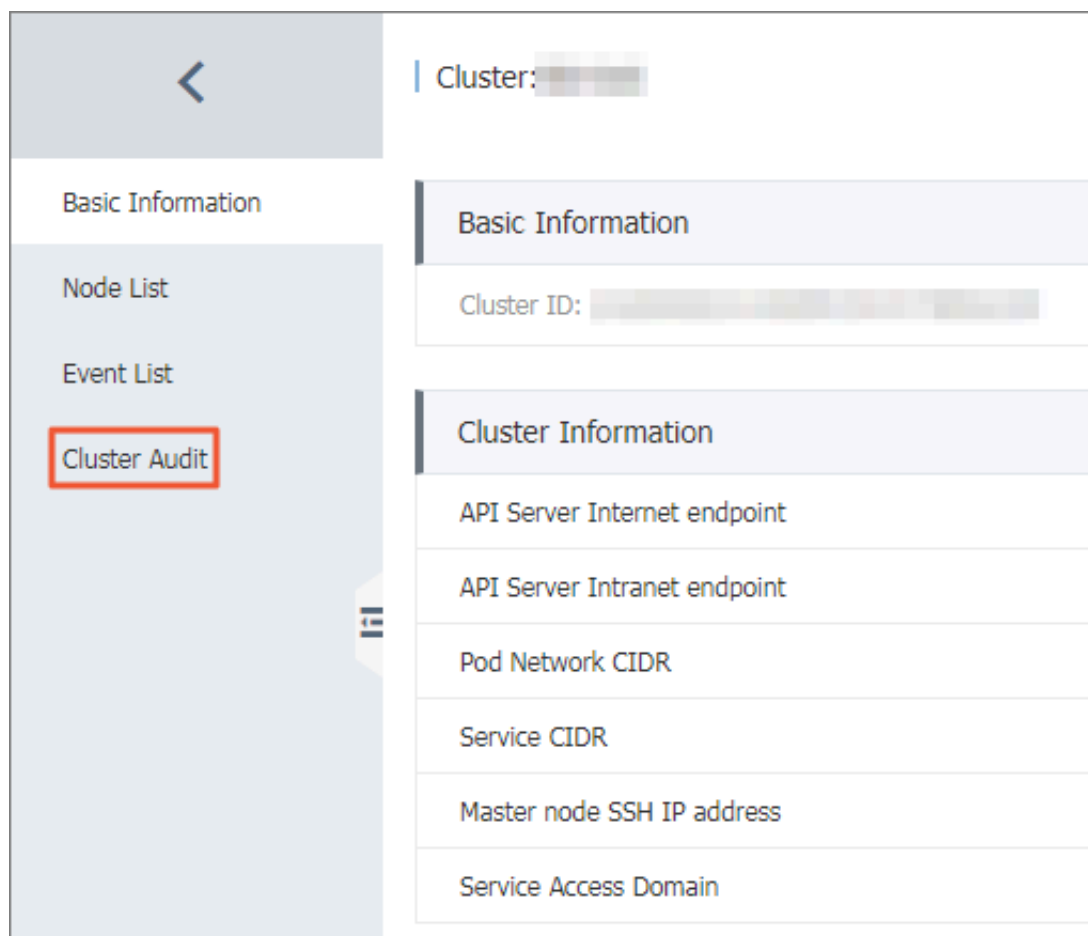 Cluster:
Basic Information
Node List
Event List
Cluster Audit
Basic Information
Cluster ID:
Cluster Information
API Server Internet endpoint
API Server Intranet endpoint
Pod Network CIDR
Service CIDR
Master node SSH IP address
Service Access Domain